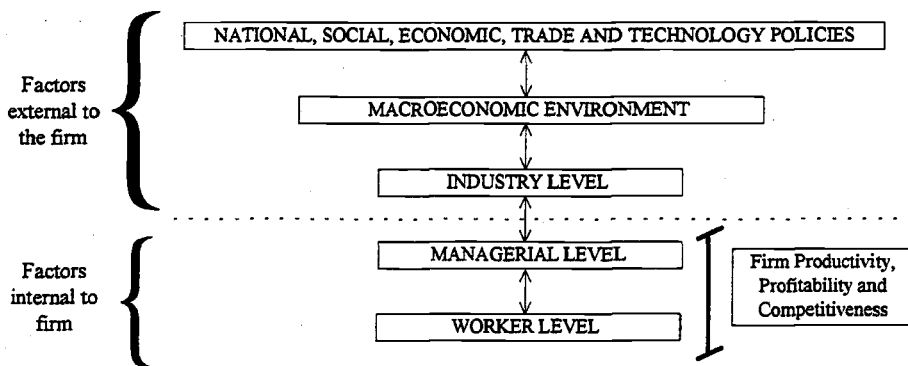 NATIONAL, SOCIAL, ECONOMIC, TRADE AND TECHNOLOGY POLICIES
Factors
external to
the firm
MACROECONOMIC ENVIRONMENT
INDUSTRY LEVEL
MANAGERIAL LEVEL
Factors
internal to
firm
WORKER LEVEL
Firm Productivity,
Profitability and
Competitiveness